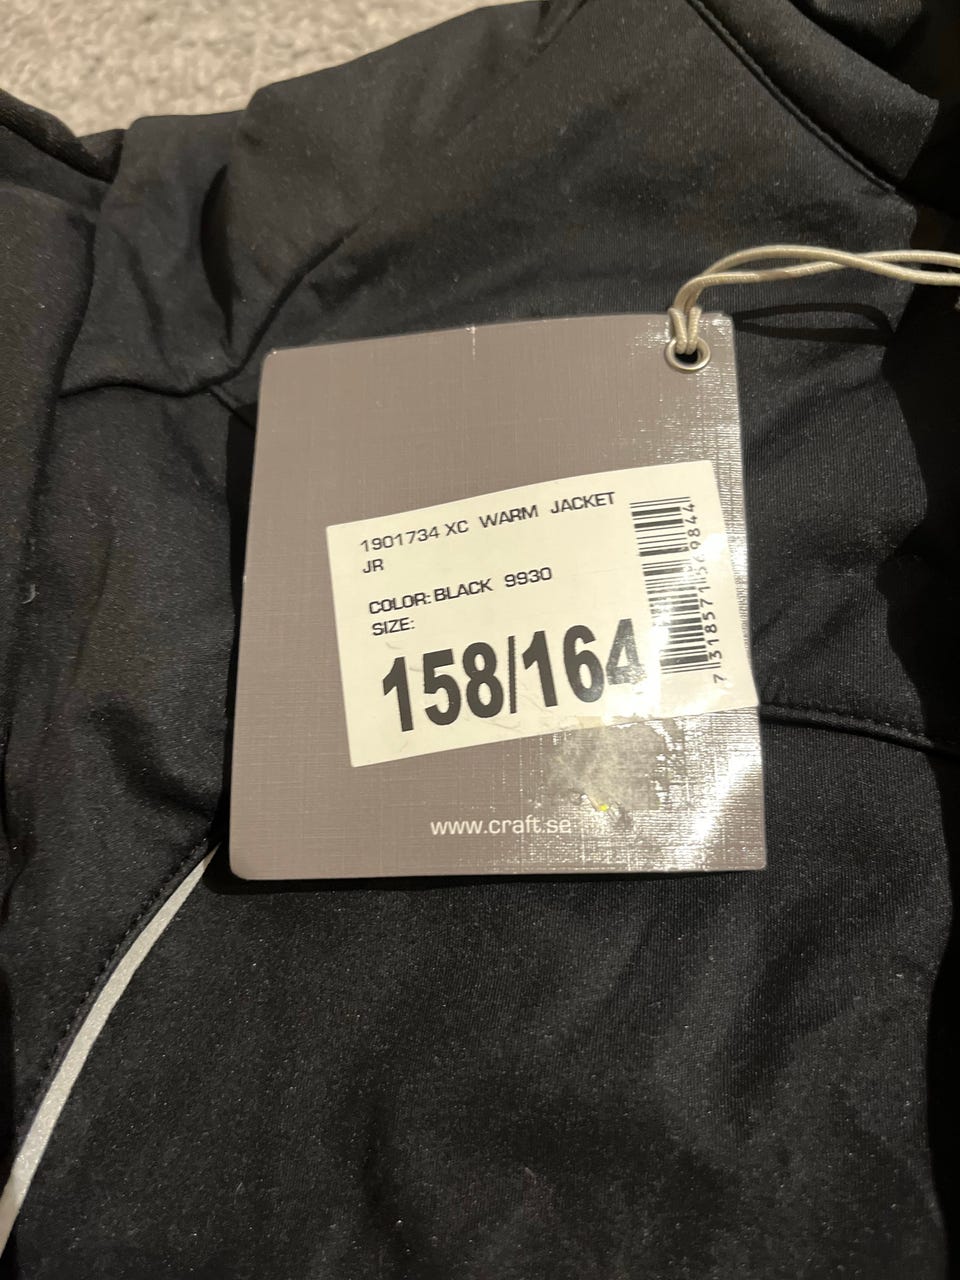 1901734 XC WARM JACKET
JR
COLOR: BLACK 9930
SIZE:
158/164
www.craft.se